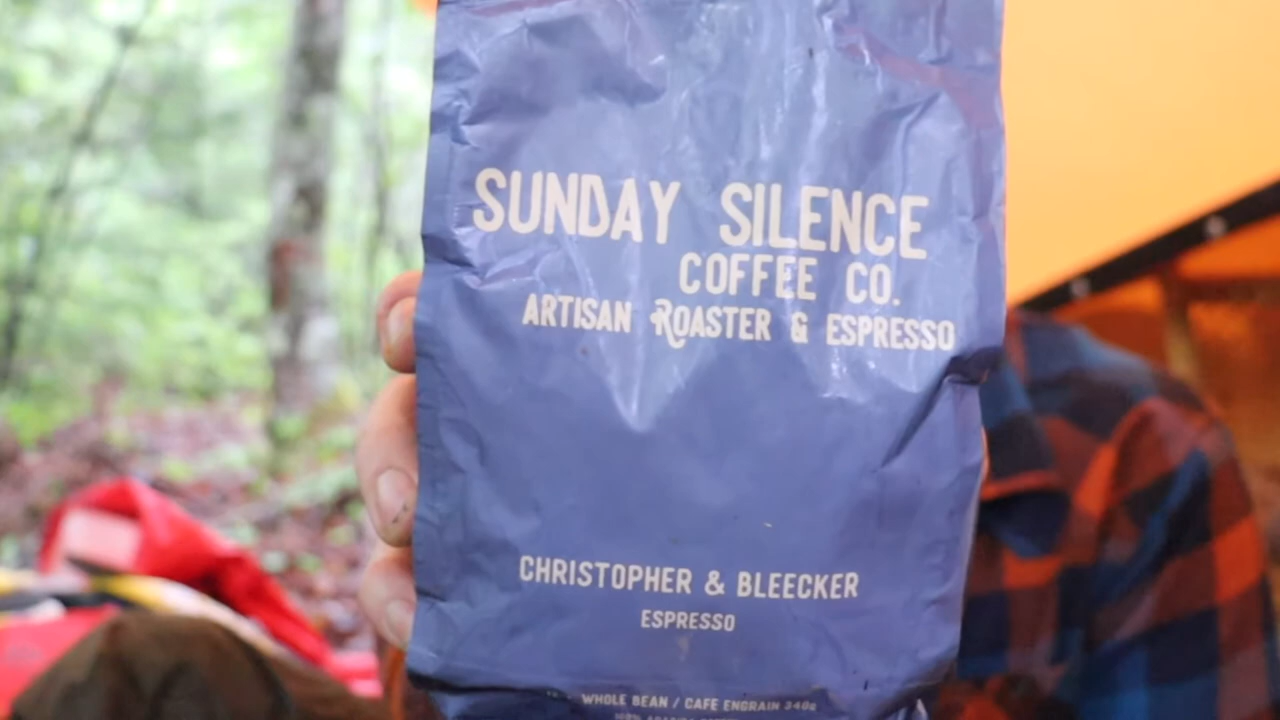 SUNDAY SILENCE
COFFEE CO.
ARTISAN ROASTER & ESPRESSO
CHRISTOPHER & BLEECKER
ESPRESSO
WHOLE BEAN / CAFE ENGRAIN 340g